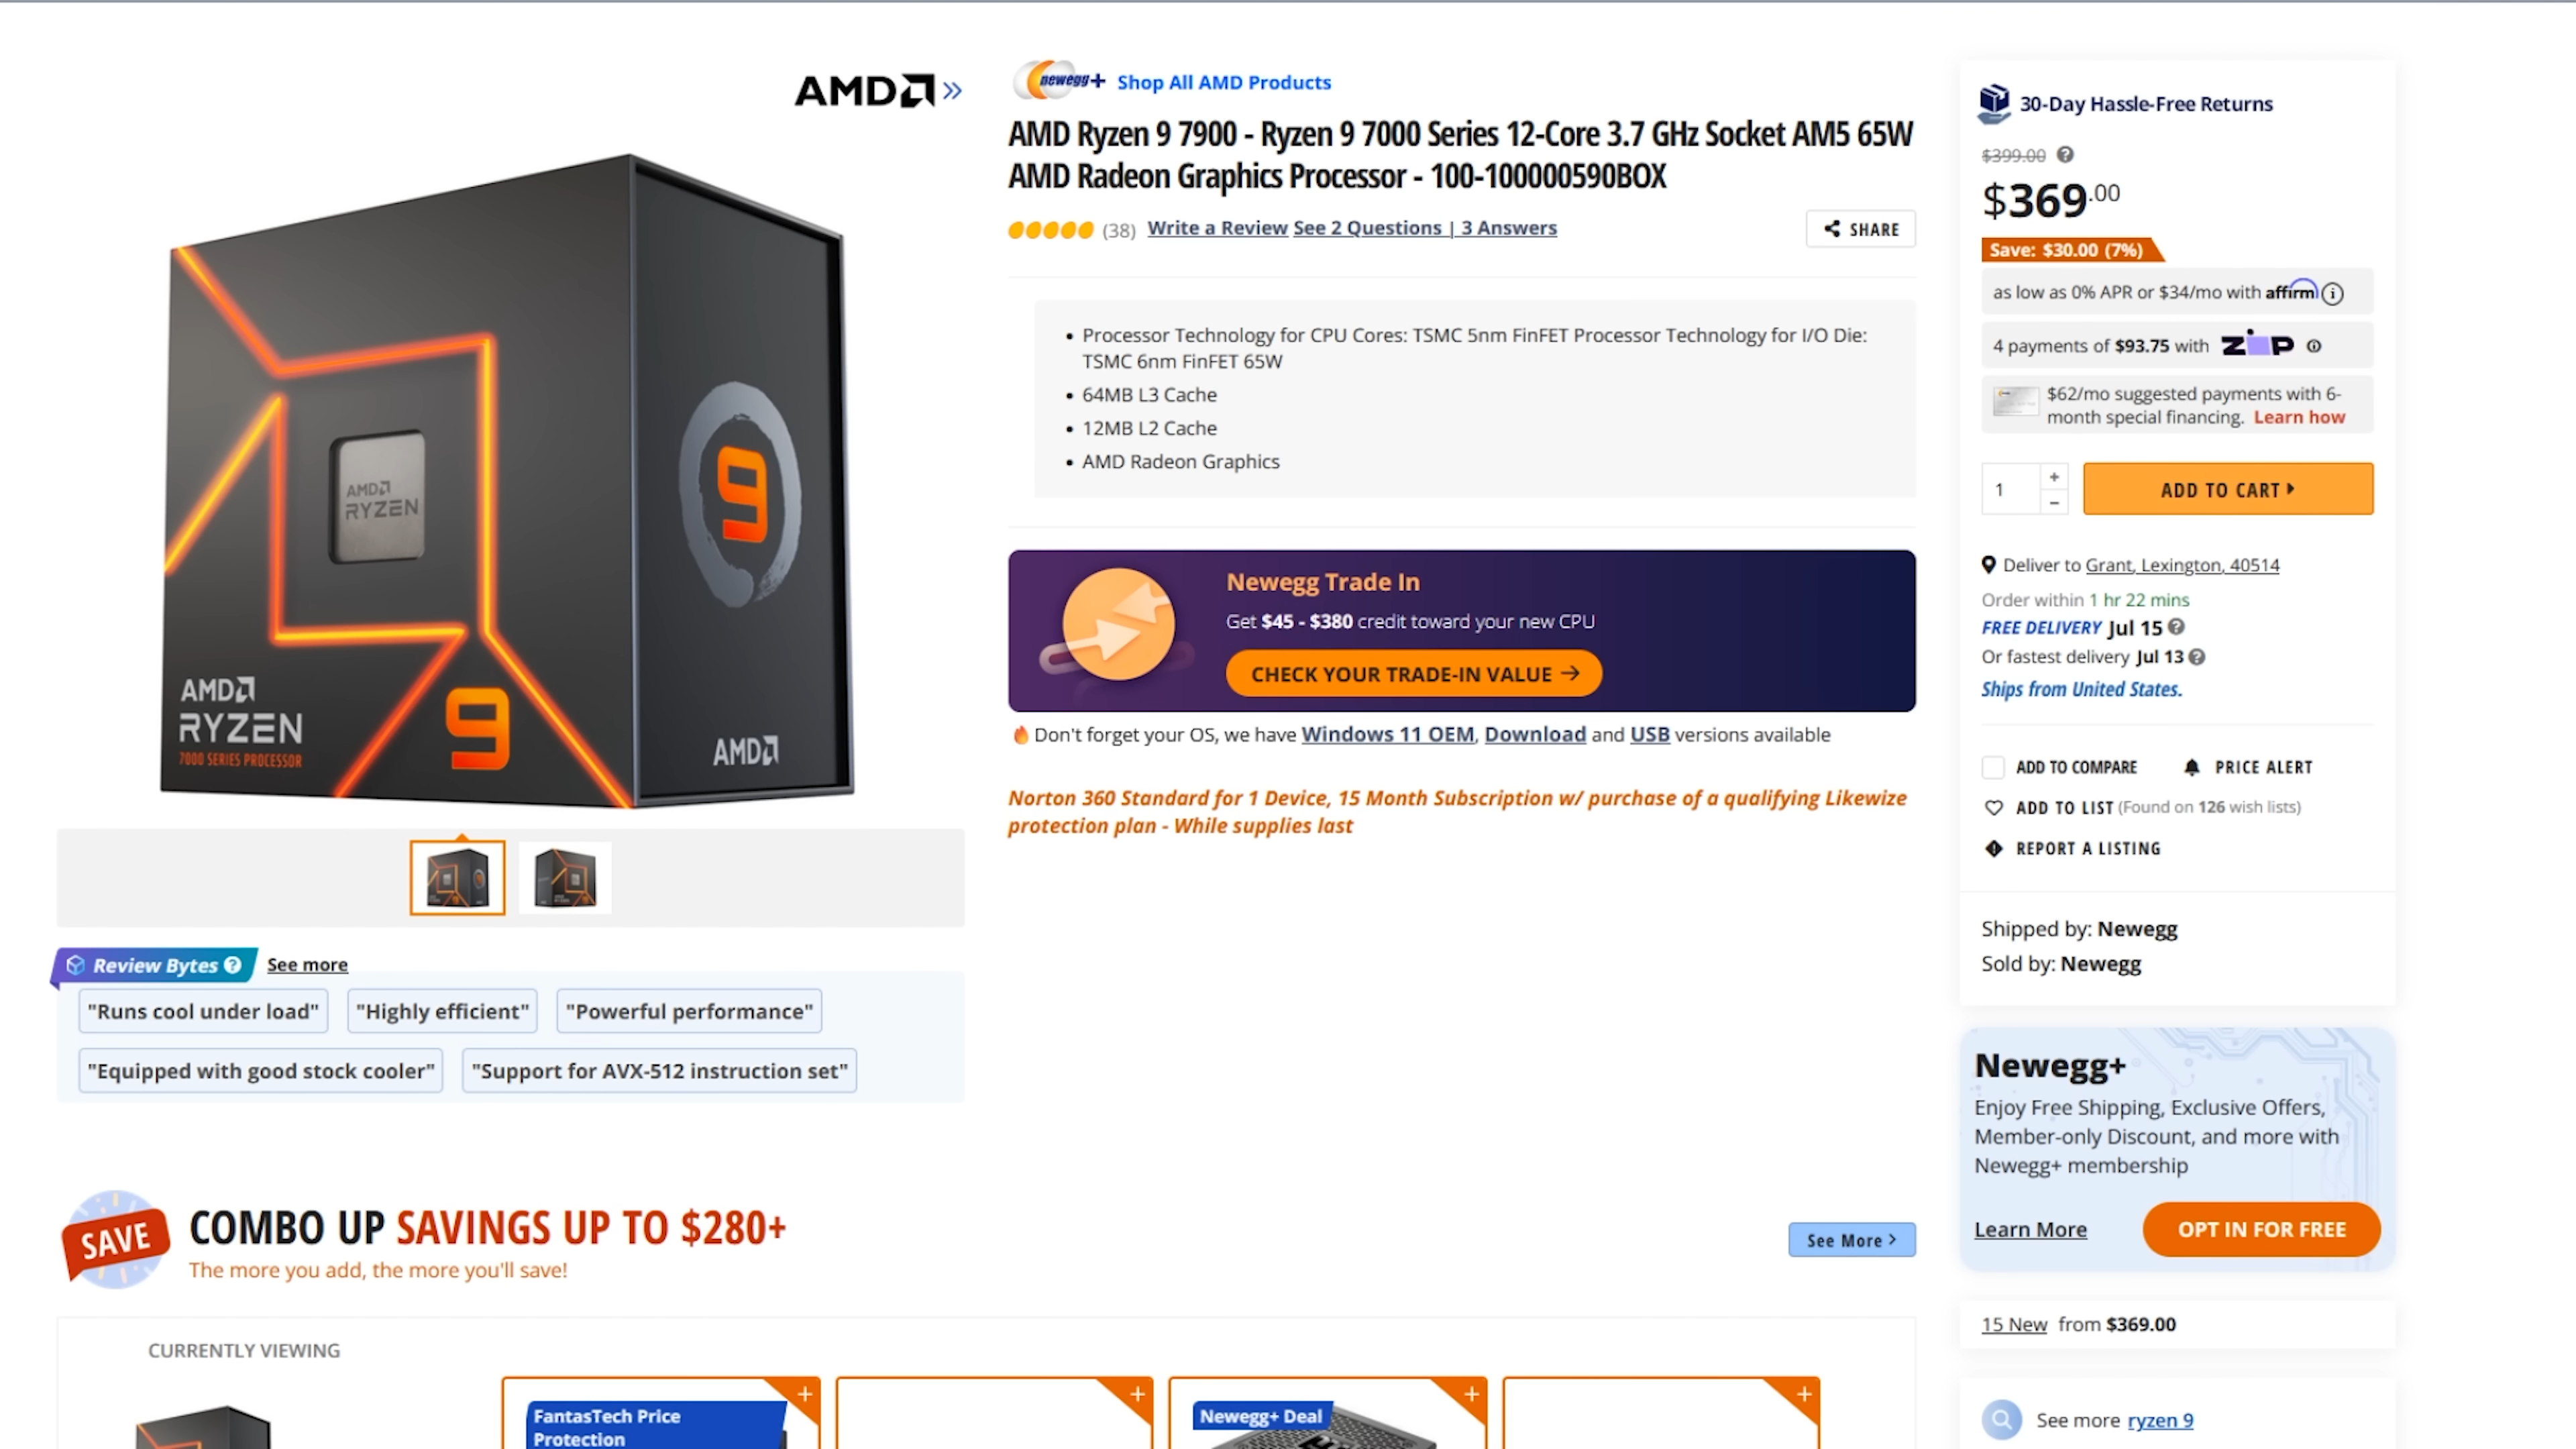 AMD
AMD RYZEN
9
AMD
RYZEN
7000 SERIES PROCESSOR
9
AMD
Review Bytes ? See more
"Runs cool under load" "Highly efficient" "Powerful performance"
"Equipped with good stock cooler" "Support for AVX-512 instruction set"
newegg+ Shop All AMD Products
AMD Ryzen 9 7900 - Ryzen 9 7000 Series 12-Core 3.7 GHz Socket AM5 65W
AMD Radeon Graphics Processor - 100-100000590BOX
(38) Write a Review See 2 Questions | 3 Answers
SHARE
• Processor Technology for CPU Cores: TSMC 5nm FinFET Processor Technology for I/O Die:
TSMC 6nm FinFET 65W
• 64MB L3 Cache
• 12MB L2 Cache
• AMD Radeon Graphics
Newegg Trade In
Get $45 - $380 credit toward your new CPU
CHECK YOUR TRADE-IN VALUE →
Don't forget your OS, we have Windows 11 OEM, Download and USB versions available
Norton 360 Standard for 1 Device, 15 Month Subscription w/ purchase of a qualifying Likewize
protection plan - While supplies last
30-Day Hassle-Free Returns
$399.00 ?
$369.00
Save: $30.00 (7%)
as low as 0% APR or $34/mo with affirm i
4 payments of $93.75 with ZIP
$62/mo suggested payments with 6-
month special financing. Learn how
1 + -
ADD TO CART
Deliver to Grant, Lexington, 40514
Order within 1 hr 22 mins
FREE DELIVERY Jul 15 ?
Or fastest delivery Jul 13 ?
Ships from United States.
ADD TO COMPARE PRICE ALERT
ADD TO LIST (Found on 126 wish lists)
REPORT A LISTING
Shipped by: Newegg
Sold by: Newegg
Newegg+
Enjoy Free Shipping, Exclusive Offers,
Member-only Discount, and more with
Newegg+ membership
Learn More OPT IN FOR FREE
15 New from $369.00
See more ryzen 9
SAVE
COMBO UP SAVINGS UP TO $280+
The more you add, the more you'll save!
See More >
CURRENTLY VIEWING
FantasTech Price
Protection
Newegg+ Deal